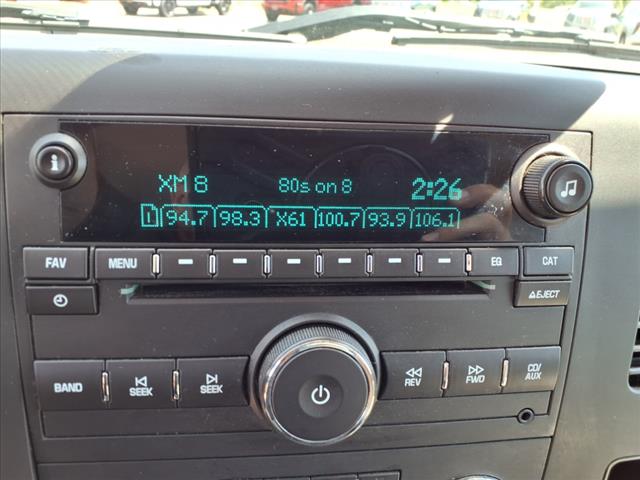 XM 8 80s on 8 2:26
1 94.7 98.3 X61 100.7 93.9 106.1
FAV MENU EQ CAT
EJECT
BAND SEEK SEEK REV FWD CD/AUX